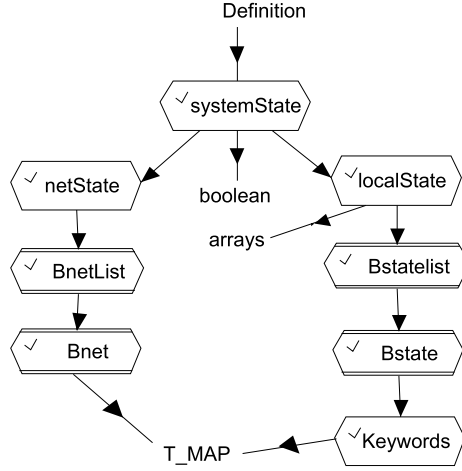 Definition
systemState
netState
boolean
localState
arrays
BnetList
Bstatelist
Bnet
Bstate
T_MAP
Keywords